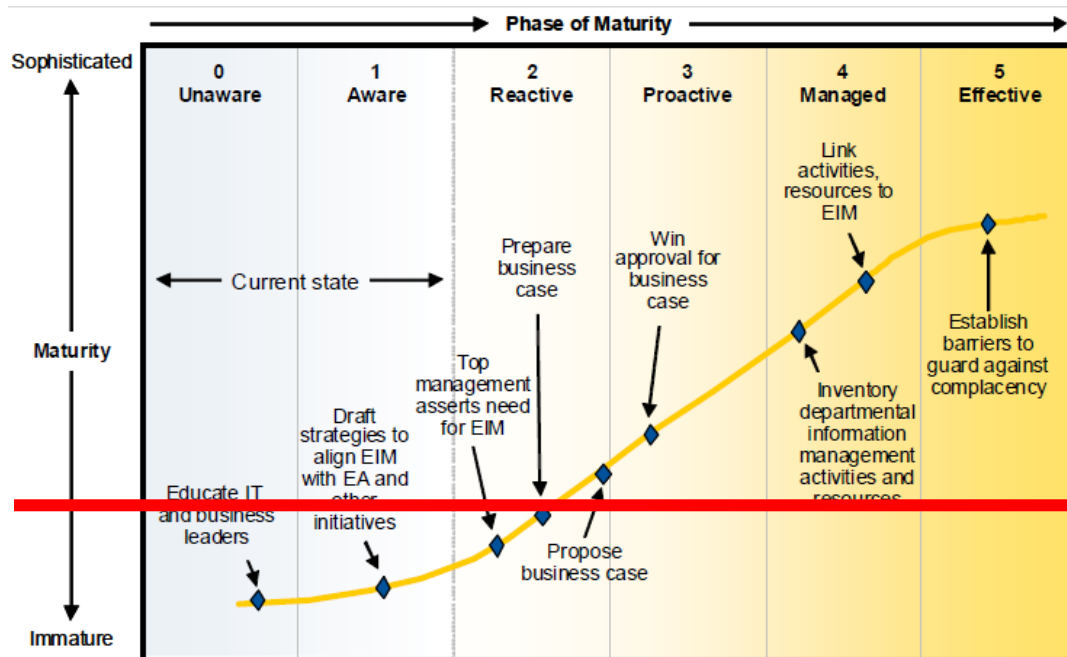 Phase of Maturity
Sophisticated
0
Unaware
1
Aware
2
Reactive
3
Proactive
4
Managed
5
Effective
Link
activities,
resources to
EIM
Prepare
business
case
Win
approval for
business
case
Current state
Maturity
Establish
barriers to
guard against
complacency
Top
management
asserts need
for EIM
Inventory
departmental
information
management
activities and
resources
Draft
strategies to
align EIM
with EA and
other
initiatives
Educate IT
and business
leaders
Propose
business case
Immature